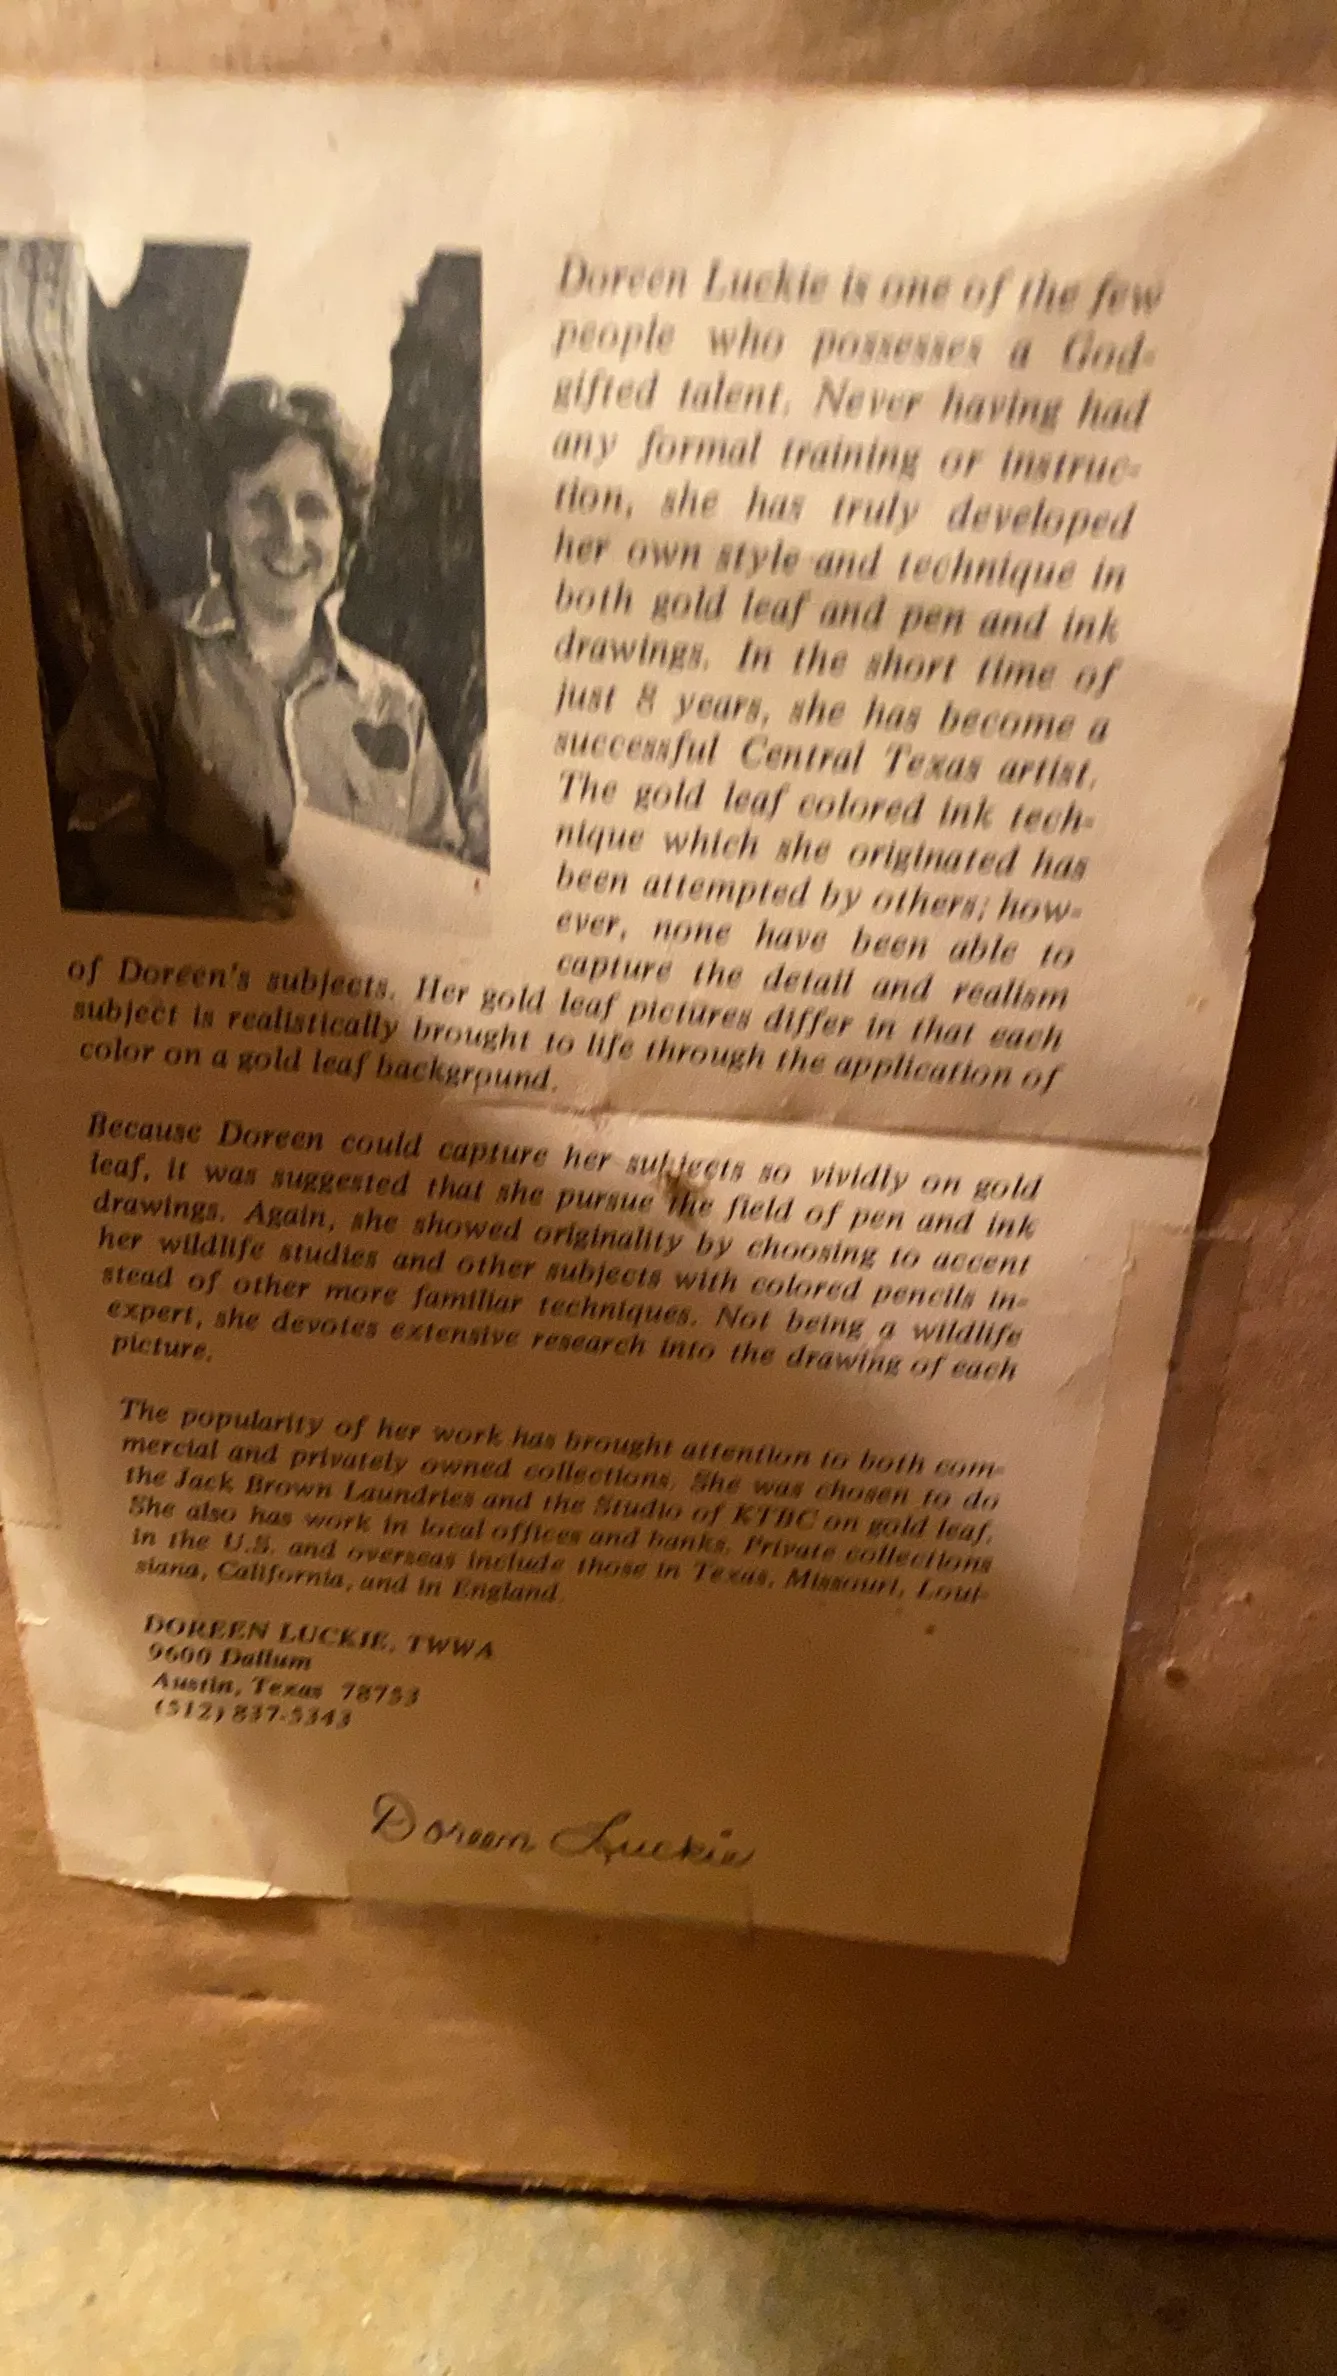 Doreen Luckie is one of the few
people who possesses a God-
gifted talent. Never having had
any formal training or instruc-
tion, she has truly developed
her own style and technique in
both gold leaf and pen and ink
drawings. In the short time of
just 8 years, she has become a
successful Central Texas artist.
The gold leaf colored ink tech-
nique which she originated has
been attempted by others; how-
ever, none have been able to
capture the detail and realism
of Doreen's subjects. Her gold leaf pictures differ in that each
subject is realistically brought to life through the application of
color on a gold leaf background.
Because Doreen could capture her subjects so vividly on gold
leaf, it was suggested that she pursue the field of pen and ink
drawings. Again, she showed originality by choosing to accent
her wildlife studies and other subjects with colored pencils in-
stead of other more familiar techniques. Not being a wildlife
expert, she devotes extensive research into the drawing of each
picture.
The popularity of her work has brought attention to both com-
mercial and privately owned collections. She was chosen to do
the Jack Brown Laundries and the Studio of KTBC on gold leaf.
She also has work in local offices and banks. Private collections
in the U.S. and overseas include those in Texas, Missouri, Loui-
siana, California, and in England.
DOREEN LUCKIE, TWWA
9600 Dallum
Austin, Texas 78753
(512) 837-5343
Doreen Luckie